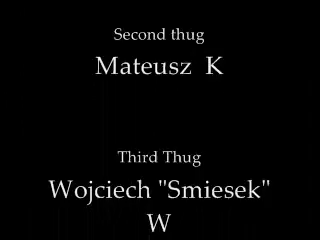 Second thug
Mateusz K
Third Thug
Wojciech "Smiesek"
W